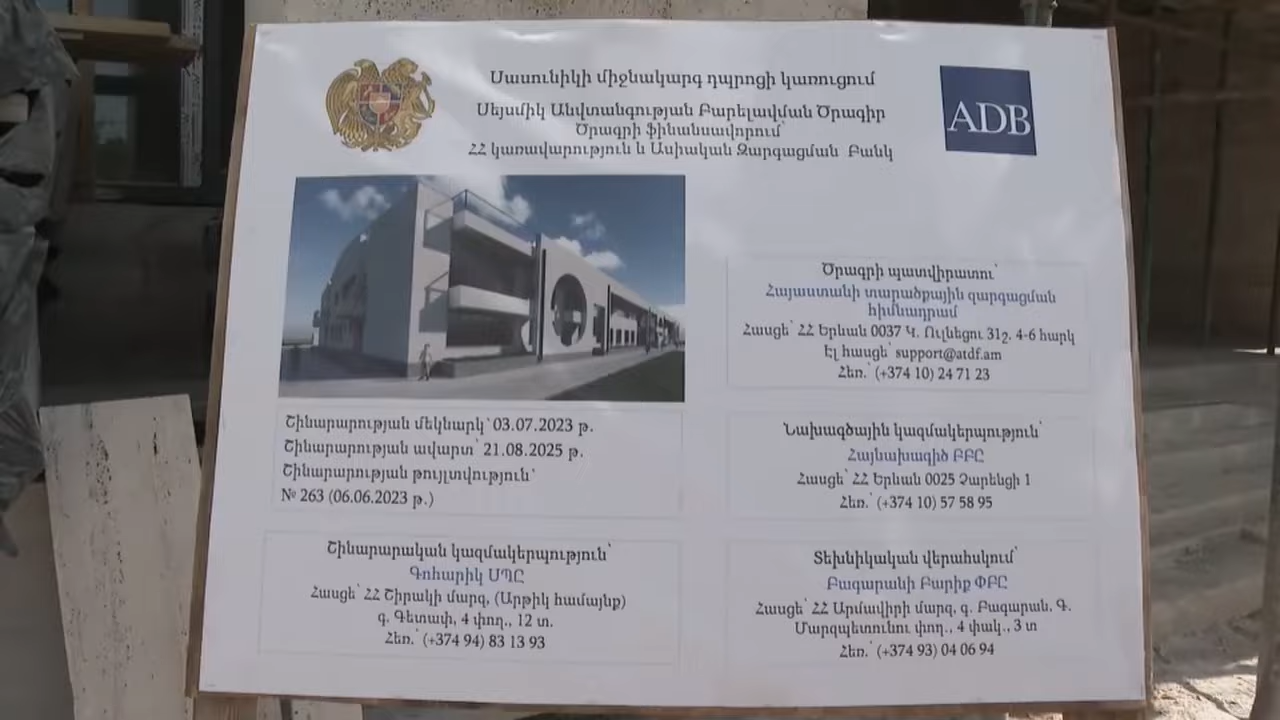 Սասունիկի միջնակարգ դպրոցի կառուցում
Սեյսմիկ Անվտանգության Բարելավման Ծրագիր
Ծրագրի ֆինանսավորում՝
ՀՀ կառավարություն և Ասիական Զարգացման Բանկ
ADB
Շինարարության մեկնարկ՝ 03.07.2023 թ.
Շինարարության ավարտ՝ 21.08.2025 թ.
Շինարարության թույլտվություն՝
№ 263 (06.06.2023 թ.)
Շինարարական կազմակերպություն՝
Գոհարիկ ՍՊԸ
Հասցե՝ ՀՀ Շիրակի մարզ, (Արթիկ համայնք)
գ. Գետափ, 4 փող., 12 տ.
Հեռ.՝ (+374 94) 83 13 93
Ծրագրի պատվիրատու՝
Հայաստանի տարածքային զարգացման
հիմնադրամ
Հասցե՝ ՀՀ Երևան 0037 Կ. Ուլնեցու 31շ. 4-6 հարկ
Էլ հասցե՝ support@atdf.am
Հեռ.՝ (+374 10) 24 71 23
Նախագծային կազմակերպություն՝
Հայնախագիծ ԲԲԸ
Հասցե՝ ՀՀ Երևան 0025 Չարենցի 1
Հեռ.՝ (+374 10) 57 58 95
Տեխնիկական վերահսկում՝
Բագարանի Բարիք ՓԲԸ
Հասցե՝ ՀՀ Արմավիրի մարզ, գ. Բագարան, Գ.
Մարզպետունու փող., 4 փակ., 3 տ
Հեռ.՝ (+374 93) 04 06 94